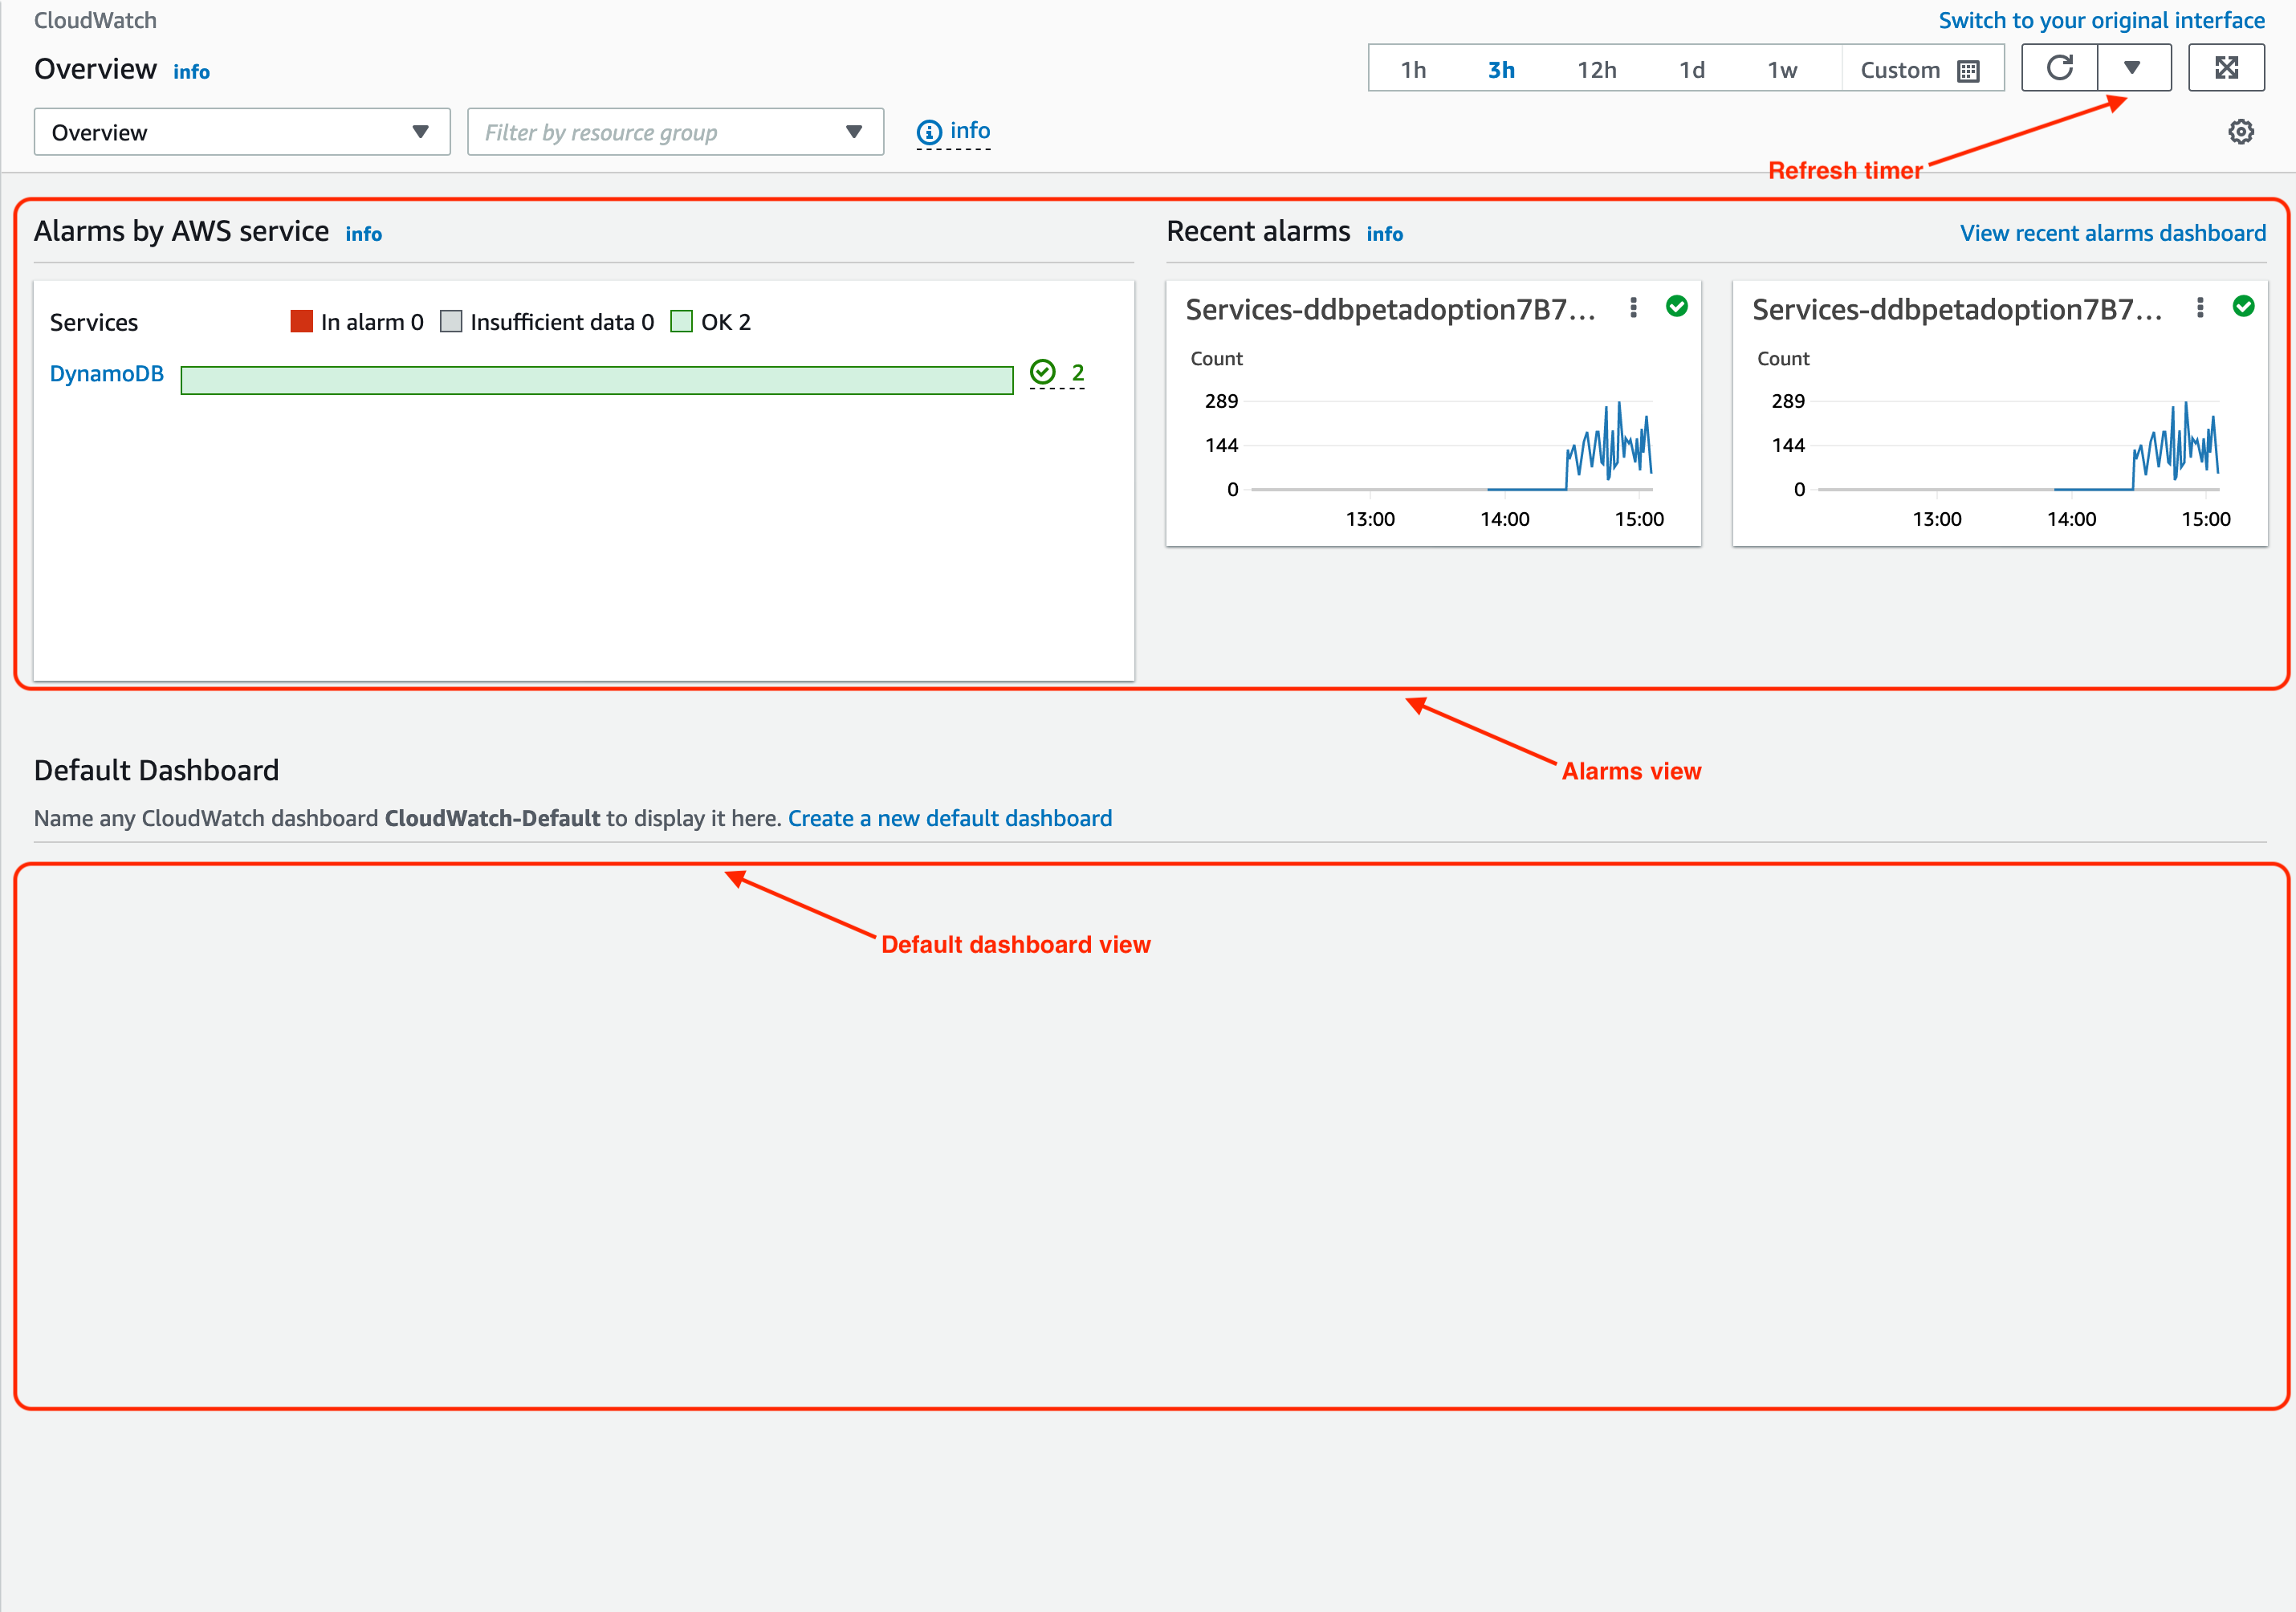 CloudWatch
Switch to your original interface
Overview info
1h 3h 12h 1d 1w Custom
Overview
Filter by resource group
info
Refresh timer
Alarms by AWS service info
Recent alarms info
View recent alarms dashboard
Services In alarm 0 Insufficient data 0 OK 2
DynamoDB 2
Services-ddbpetadoption7B7...
Count
289
144
0
13:00 14:00 15:00
Services-ddbpetadoption7B7...
Count
289
144
0
13:00 14:00 15:00
Alarms view
Default Dashboard
Name any CloudWatch dashboard CloudWatch-Default to display it here. Create a new default dashboard
Default dashboard view